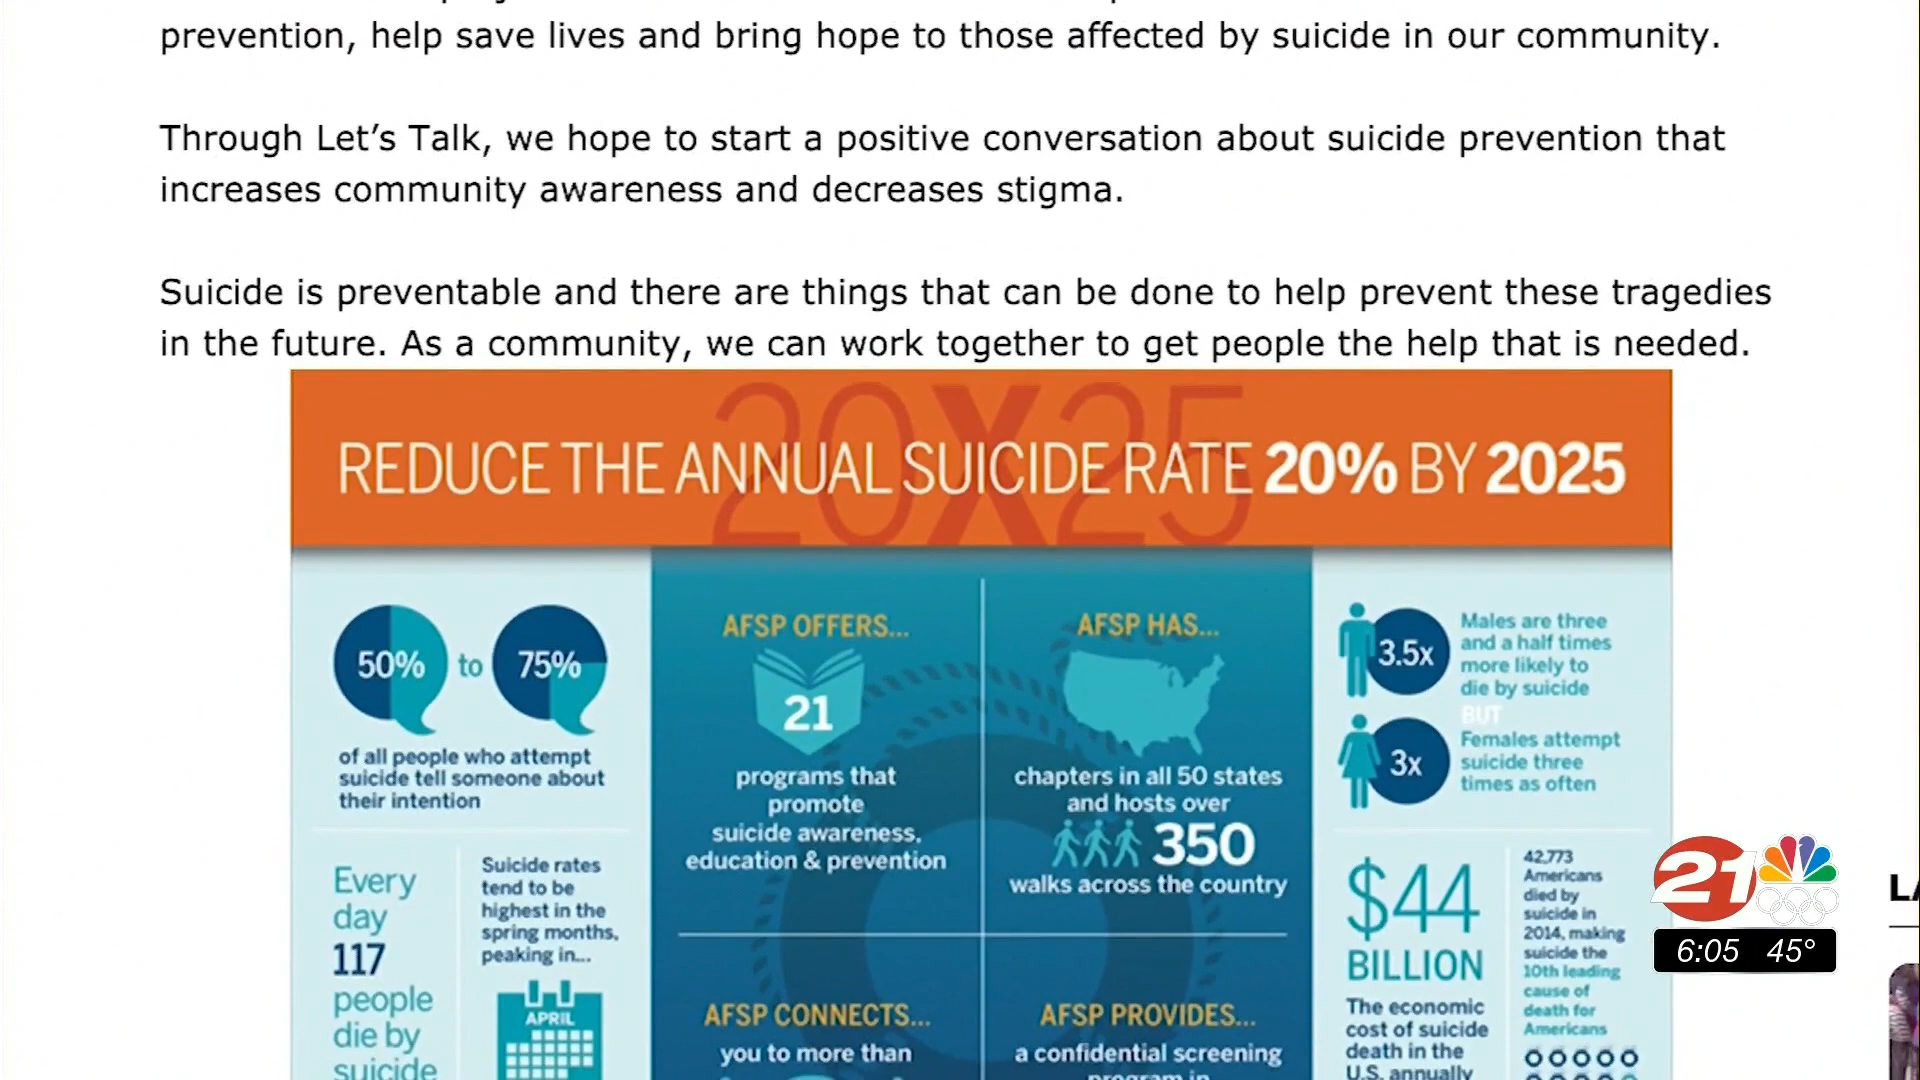 prevention, help save lives and bring hope to those affected by suicide in our community.
Through Let’s Talk, we hope to start a positive conversation about suicide prevention that
increases community awareness and decreases stigma.
Suicide is preventable and there are things that can be done to help prevent these tragedies
in the future. As a community, we can work together to get people the help that is needed.
20X25
REDUCE THE ANNUAL SUICIDE RATE 20% BY 2025
50% to 75%
of all people who attempt
suicide tell someone about
their intention
Every
day
117
people
die by
suicide
Suicide rates
tend to be
highest in the
spring months,
peaking in...
APRIL
AFSP OFFERS...
21
programs that
promote
suicide awareness,
education & prevention
AFSP HAS...
chapters in all 50 states
and hosts over
350
walks across the country
AFSP CONNECTS...
you to more than
AFSP PROVIDES...
a confidential screening
program in
3.5x
Males are three
and a half times
more likely to
die by suicide
BUT
3x
Females attempt
suicide three
times as often
$44
BILLION
The economic
cost of suicide
death in the
U.S. annually
42,773
Americans
died by
suicide in
2014, making
suicide the
10th leading
cause of
death for
Americans
21
6:05 45°